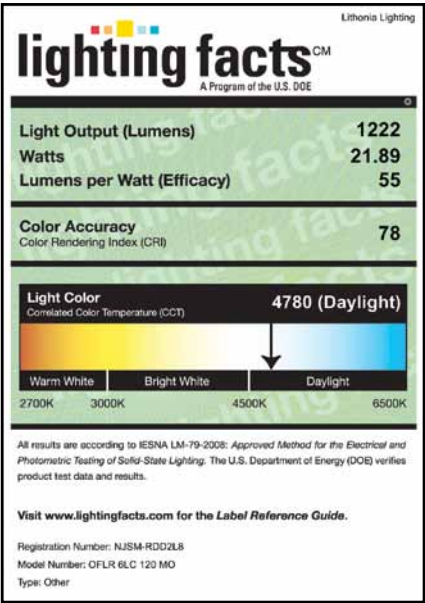 Lithonia Lighting
lighting facts CM
A Program of the U.S. DOE
Light Output (Lumens) 1222
Watts 21.89
Lumens per Watt (Efficacy) 55
Color Accuracy 78
Color Rendering Index (CRI)
Light Color 4780 (Daylight)
Correlated Color Temperature (CCT)
Warm White Bright White Daylight
2700K 3000K 4500K 6500K
All results are according to IESNA LM-79-2008: Approved Method for the Electrical and
Photometric Testing of Solid-State Lighting. The U.S. Department of Energy (DOE) verifies
product test data and results.
Visit www.lightingfacts.com for the Label Reference Guide.
Registration Number: NJSM-RDD2L8
Model Number: OFLR 6LC 120 MO
Type: Other